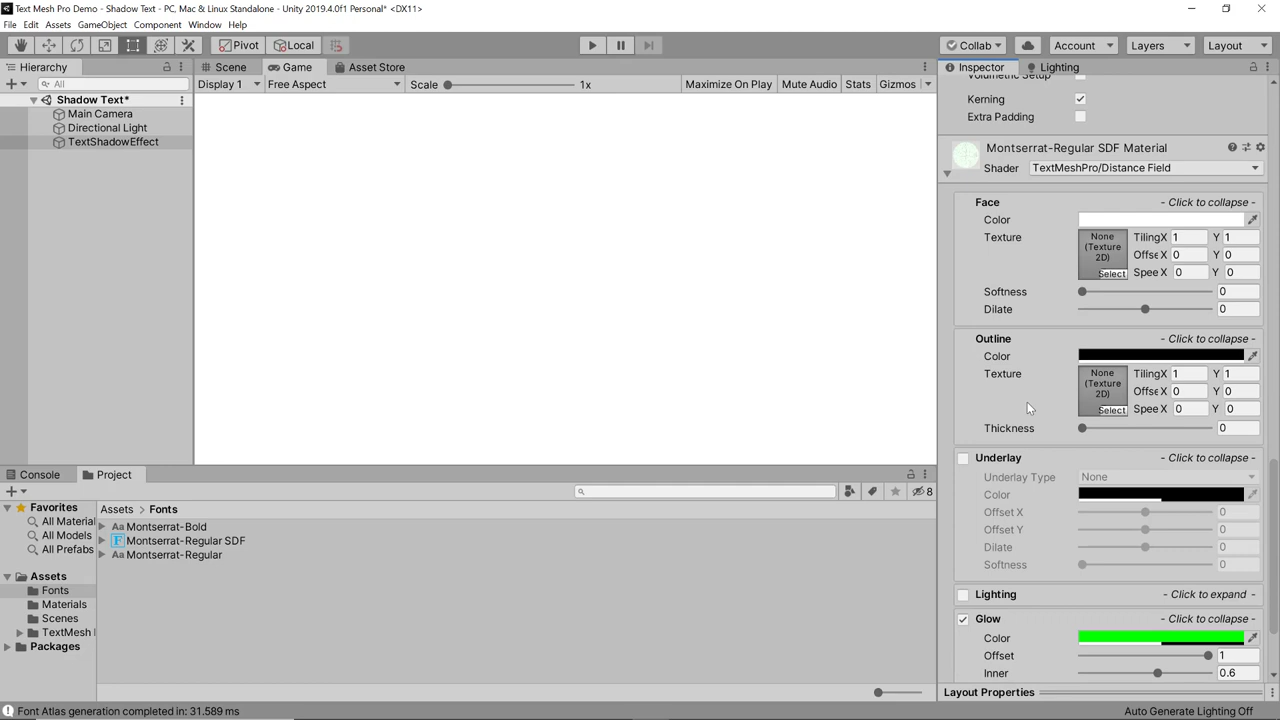 Text Mesh Pro Demo - Shadow Text - PC, Mac & Linux Standalone - Unity 2019.4.0f1 Personal* <DX11>
File Edit Assets GameObject Component Window Help
Pivot Local Collab Account Layers Layout
Hierarchy Scene Game Asset Store Inspector Lighting
All Display 1 Free Aspect Scale 1x Maximize On Play Mute Audio Stats Gizmos
Shadow Text*
Main Camera
Directional Light
TextShadowEffect
Kerning
Extra Padding
Montserrat-Regular SDF Material
Shader TextMeshPro/Distance Field
Face - Click to collapse -
Color
Texture None (Texture 2D) Select
TilingX 1 Y 1
Offse X 0 Y 0
Spee X 0 Y 0
Softness 0
Dilate 0
Outline - Click to collapse -
Color
Texture None (Texture 2D) Select
TilingX 1 Y 1
Offse X 0 Y 0
Spee X 0 Y 0
Thickness 0
Underlay - Click to collapse -
Underlay Type None
Color
Offset X 0
Offset Y 0
Dilate 0
Softness 0
Lighting - Click to expand -
Glow - Click to collapse -
Color
Offset 1
Inner 0.6
Layout Properties
Console Project
8
Favorites
All Material
All Models
All Prefabs
Assets
Fonts
Materials
Scenes
TextMesh
Packages
Assets > Fonts
Montserrat-Bold
Montserrat-Regular SDF
Montserrat-Regular
Font Atlas generation completed in: 31.589 ms
Auto Generate Lighting Off